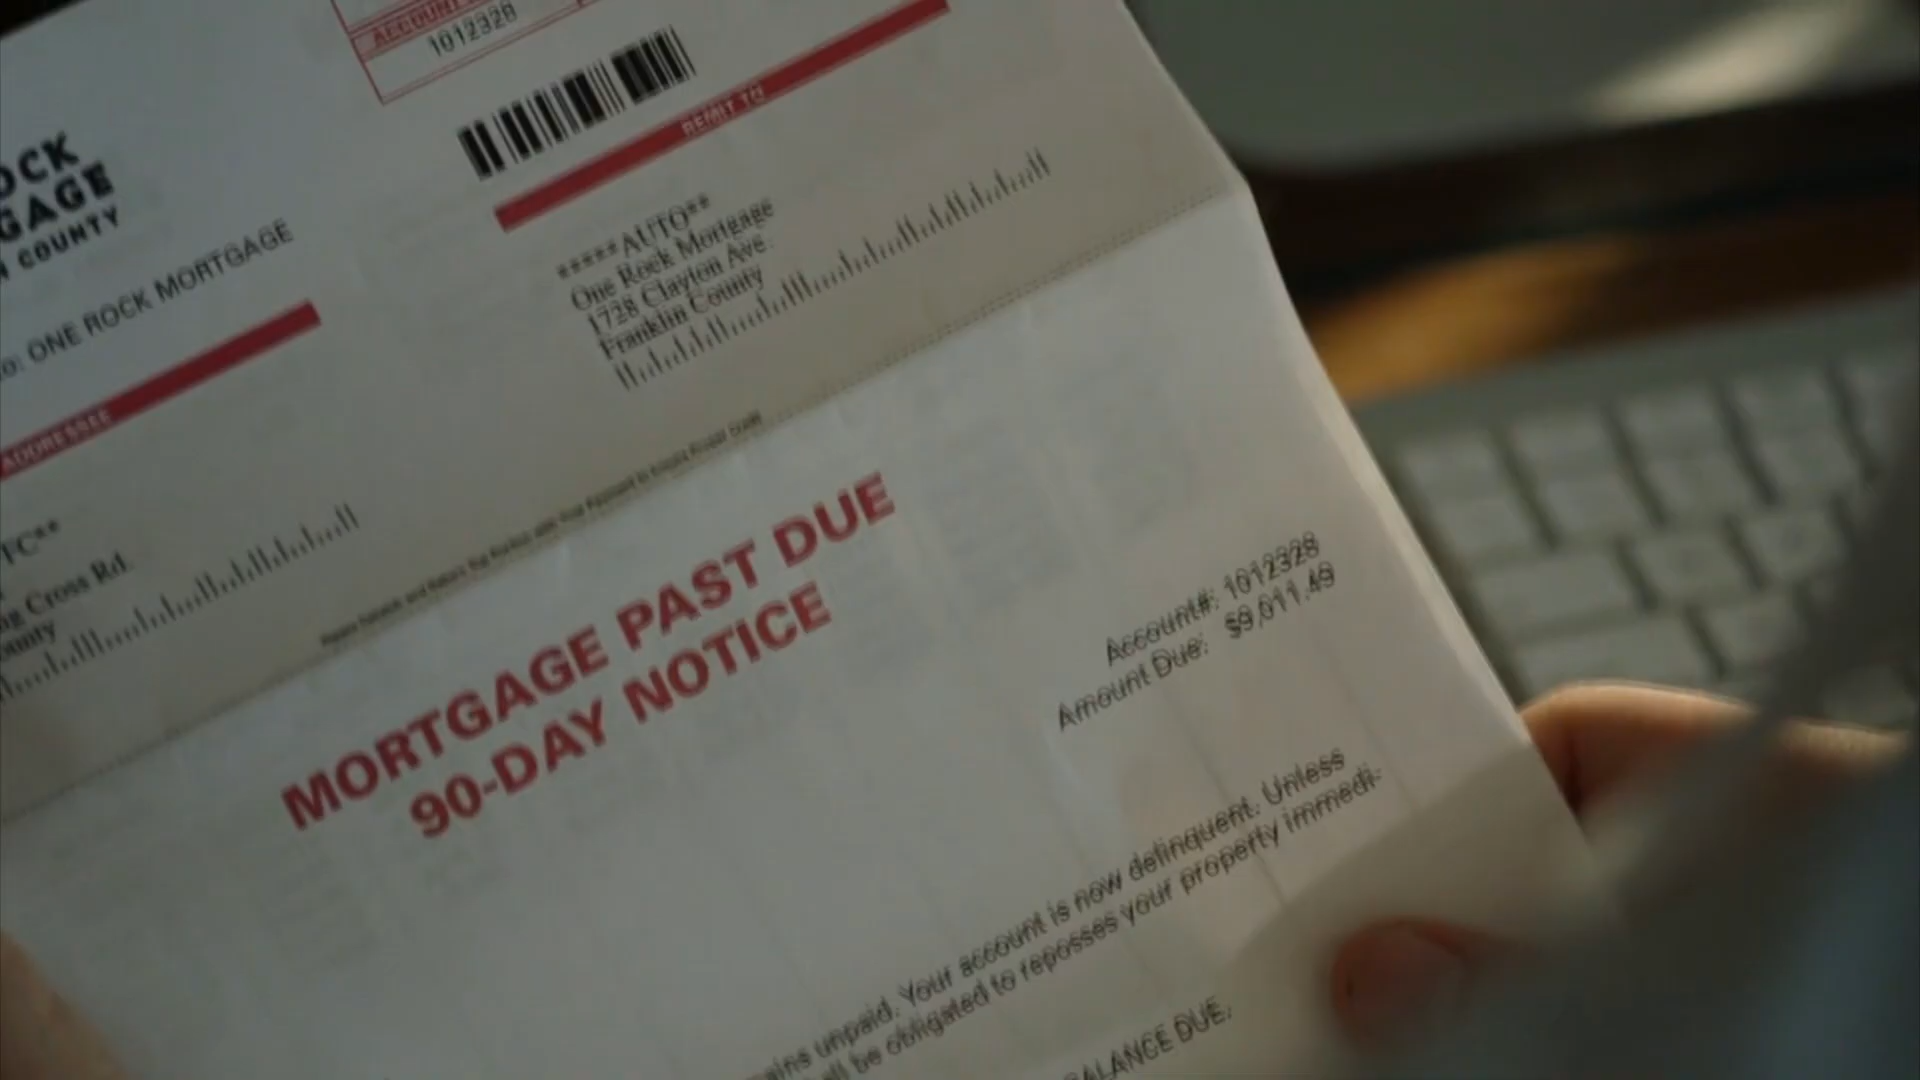 ACCOUNT
1012328
OCK
GAGE
COUNTY
ONE ROCK MORTGAGE
REMIT TO
*****AUTO**
One Rock Mortgage
1728 Clayton Ave.
Franklin County
ADDRESSEE
Cross Rd.
MORTGAGE PAST DUE
90-DAY NOTICE
Account#: 1012328
Amount Due: $9,011.49
unpaid. Your account is now delinquent. Unless
be obligated to reposses your property immedi-
BALANCE DUE.